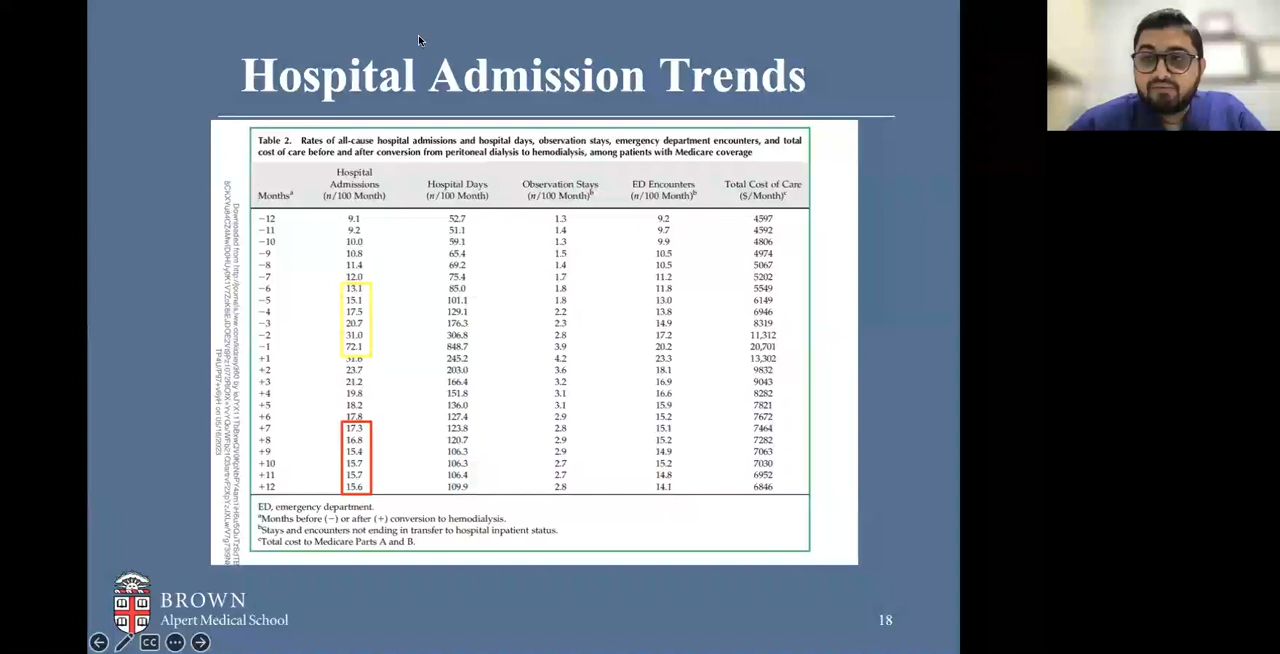 Hospital Admission Trends
Table 2. Rates of all-cause hospital admissions and hospital days, observation stays, emergency department encounters, and total
cost of care before and after conversion from peritoneal dialysis to hemodialysis, among patients with Medicare coverage
Monthsᵃ Hospital Admissions (n/100 Month) Hospital Days (n/100 Month) Observation Stays (n/100 Month)ᵇ ED Encounters (n/100 Month)ᵇ Total Cost of Care ($/Month)ᶜ
−12 9.1 52.7 1.3 9.2 4597
−11 9.2 51.1 1.4 9.7 4592
−10 10.0 59.1 1.3 9.9 4806
−9 10.8 65.4 1.5 10.5 4974
−8 11.4 69.2 1.4 10.5 5067
−7 12.0 75.4 1.7 11.2 5202
−6 13.1 85.0 1.8 11.8 5549
−5 15.1 101.1 1.8 13.0 6149
−4 17.5 129.1 2.2 13.8 6946
−3 20.7 176.3 2.3 14.9 8319
−2 31.0 306.8 2.8 17.2 11,312
−1 72.1 848.7 3.9 20.2 20,701
+1 31.6 245.2 4.2 23.3 13,302
+2 23.7 203.0 3.6 18.1 9832
+3 21.2 166.4 3.2 16.9 9043
+4 19.8 151.8 3.1 16.6 8282
+5 18.2 136.0 3.1 15.9 7821
+6 17.8 127.4 2.9 15.2 7672
+7 17.3 123.8 2.8 15.1 7464
+8 16.8 120.7 2.9 15.2 7282
+9 15.4 106.3 2.9 14.9 7063
+10 15.7 106.3 2.7 15.2 7030
+11 15.7 106.4 2.7 14.8 6952
+12 15.6 109.9 2.8 14.1 6846
ED, emergency department.
ᵃMonths before (−) or after (+) conversion to hemodialysis.
ᵇStays and encounters not ending in transfer to hospital inpatient status.
ᶜTotal cost to Medicare Parts A and B.
BROWN
Alpert Medical School
18
CC